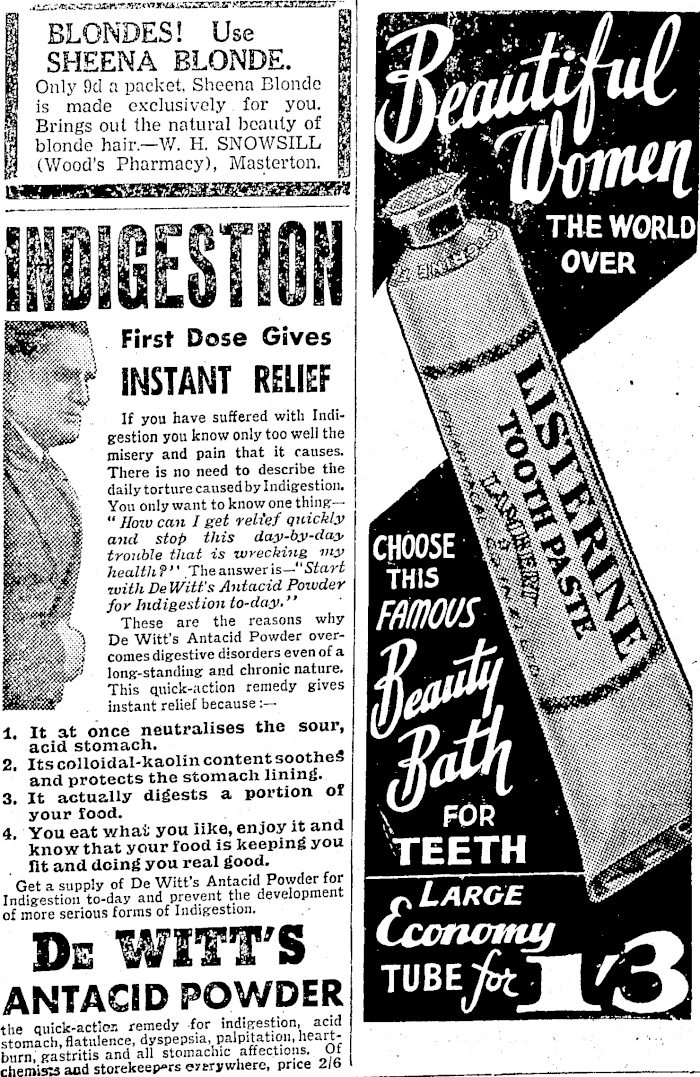 BLONDES! Use
SHEENA BLONDE.
Only 9d a packet. Sheena Blonde
is made exclusively for you.
Brings out the natural beauty of
blonde hair.—W. H. SNOWSILL
(Wood's Pharmacy), Masterton.
INDIGESTION
First Dose Gives
INSTANT RELIEF
If you have suffered with Indi-
gestion you know only too well the
misery and pain that it causes.
There is no need to describe the
daily torture caused by Indigestion.
You only want to know one thing—
"How can I get relief quickly
and stop this day-by-day
trouble that is wrecking my
health?" The answer is—"Start
with De Witt's Antacid Powder
for Indigestion to-day."
These are the reasons why
De Witt's Antacid Powder over-
comes digestive disorders even of a
long-standing and chronic nature.
This quick-action remedy gives
instant relief because:—
1. It at once neutralises the sour,
acid stomach.
2. Its colloidal-kaolin content soothes
and protects the stomach lining.
3. It actually digests a portion of
your food.
4. You eat what you like, enjoy it and
know that your food is keeping you
fit and doing you real good.
Get a supply of De Witt's Antacid Powder for
Indigestion to-day and prevent the development
of more serious forms of Indigestion.
DE WITT'S
ANTACID POWDER
the quick-action remedy for indigestion, acid
stomach, flatulence, dyspepsia, palpitation, heart-
burn, gastritis and all stomachic affections. Of
chemists and storekeepers everywhere, price 2/6
Beautiful
Women
THE WORLD
OVER
LISTERINE
TOOTH PASTE
CHOOSE
THIS
FAMOUS
Beauty
Bath
FOR
TEETH
LARGE
Economy
TUBE for 1'3